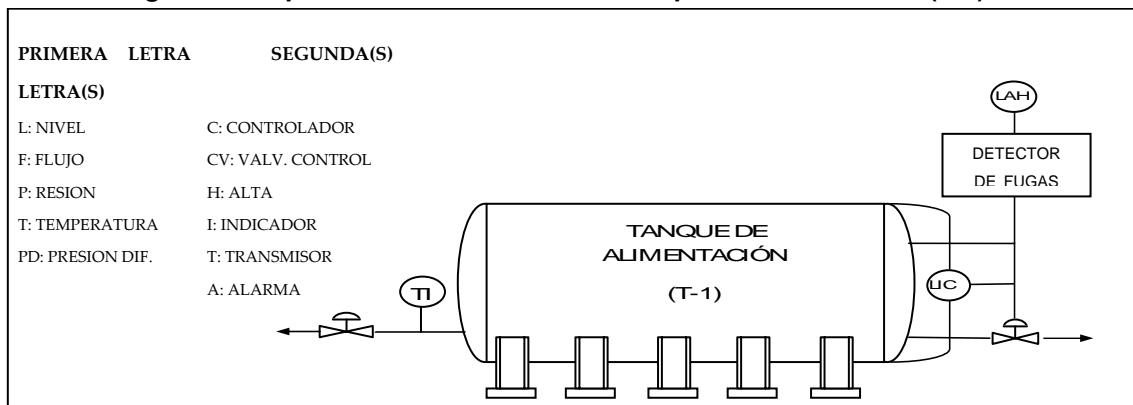 PRIMERA LETRA SEGUNDA(S)
LETRA(S)
L: NIVEL C: CONTROLADOR
F: FLUJO CV: VALV. CONTROL
P: RESION H: ALTA
T: TEMPERATURA I: INDICADOR
PD: PRESION DIF. T: TRANSMISOR
A: ALARMA
LAH
DETECTOR
DE FUGAS
TANQUE DE
ALIMENTACIÓN
(T-1)
TI
LIC